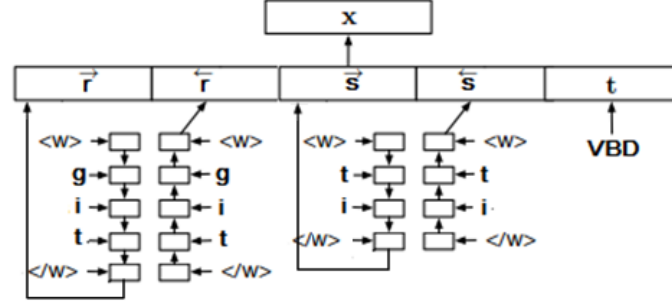 x
→r ←r →s ←s t
<w> <w> <w> <w> VBD
g g t t
i i i i
t t </w> </w>
</w> </w>